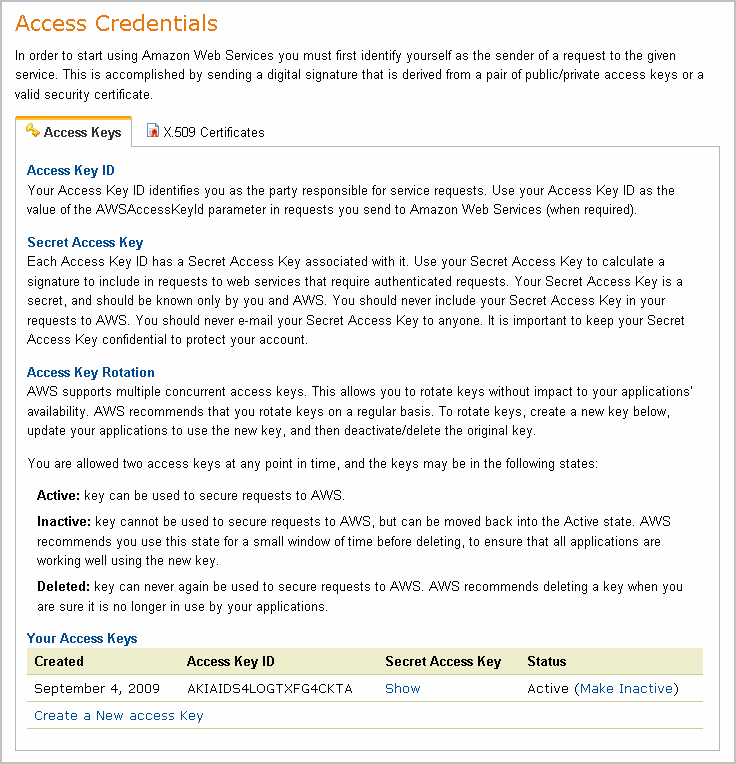 Access Credentials
In order to start using Amazon Web Services you must first identify yourself as the sender of a request to the given
service. This is accomplished by sending a digital signature that is derived from a pair of public/private access keys or a
valid security certificate.
Access Keys X.509 Certificates
Access Key ID
Your Access Key ID identifies you as the party responsible for service requests. Use your Access Key ID as the
value of the AWSAccessKeyId parameter in requests you send to Amazon Web Services (when required).
Secret Access Key
Each Access Key ID has a Secret Access Key associated with it. Use your Secret Access Key to calculate a
signature to include in requests to web services that require authenticated requests. Your Secret Access Key is a
secret, and should be known only by you and AWS. You should never include your Secret Access Key in your
requests to AWS. You should never e-mail your Secret Access Key to anyone. It is important to keep your Secret
Access Key confidential to protect your account.
Access Key Rotation
AWS supports multiple concurrent access keys. This allows you to rotate keys without impact to your applications'
availability. AWS recommends that you rotate keys on a regular basis. To rotate keys, create a new key below,
update your applications to use the new key, and then deactivate/delete the original key.
You are allowed two access keys at any point in time, and the keys may be in the following states:
Active: key can be used to secure requests to AWS.
Inactive: key cannot be used to secure requests to AWS, but can be moved back into the Active state. AWS
recommends you use this state for a small window of time before deleting, to ensure that all applications are
working well using the new key.
Deleted: key can never again be used to secure requests to AWS. AWS recommends deleting a key when you
are sure it is no longer in use by your applications.
Your Access Keys
Created Access Key ID Secret Access Key Status
September 4, 2009 AKIAIDS4LOGTXFG4CKTA Show Active (Make Inactive)
Create a New access Key